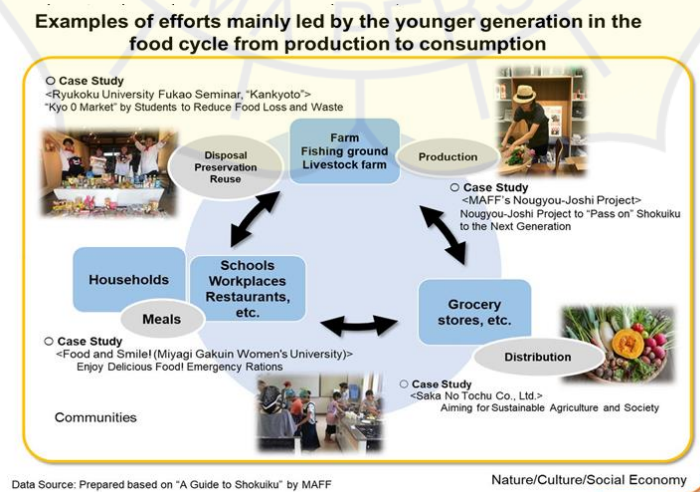 Examples of efforts mainly led by the younger generation in the
food cycle from production to consumption
O Case Study
<Ryukoku University Fukao Seminar, "Kankyoto">
"Kyo 0 Market" by Students to Reduce Food Loss and Waste
Disposal
Preservation
Reuse
Farm
Fishing ground
Livestock farm
Production
O Case Study
<MAFF's Nougyou-Joshi Project>
Nougyou-Joshi Project to "Pass on" Shokuiku
to the Next Generation
Households
Schools
Workplaces
Restaurants,
etc.
Meals
Grocery
stores, etc.
Distribution
O Case Study
<Food and Smile! (Miyagi Gakuin Women's University)>
Enjoy Delicious Food! Emergency Rations
O Case Study
<Saka No Tochu Co., Ltd.>
Aiming for Sustainable Agriculture and Society
Communities
Nature/Culture/Social Economy
Data Source: Prepared based on "A Guide to Shokuiku" by MAFF